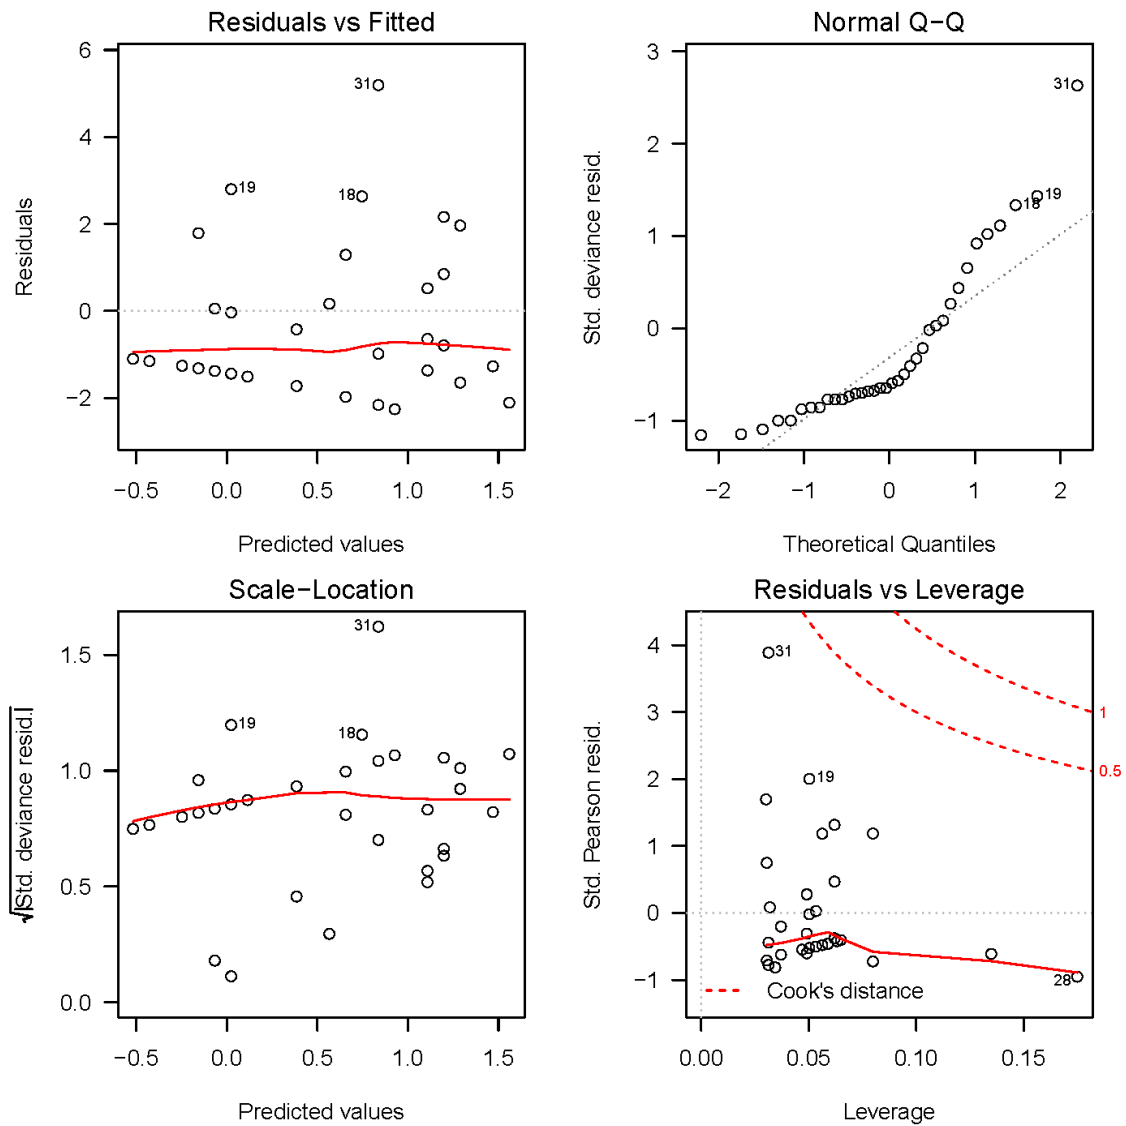 Residuals vs Fitted
Residuals
6
4
2
0
−2
31
19
18
−0.5 0.0 0.5 1.0 1.5
Predicted values
Normal Q−Q
Std. deviance resid.
3
2
1
0
−1
31
19
18
−2 −1 0 1 2
Theoretical Quantiles
Scale−Location
√|Std. deviance resid.|
1.5
1.0
0.5
0.0
31
19
18
−0.5 0.0 0.5 1.0 1.5
Predicted values
Residuals vs Leverage
Std. Pearson resid.
4
3
2
1
0
−1
31
19
28
1
0.5
Cook's distance
0.00 0.05 0.10 0.15
Leverage